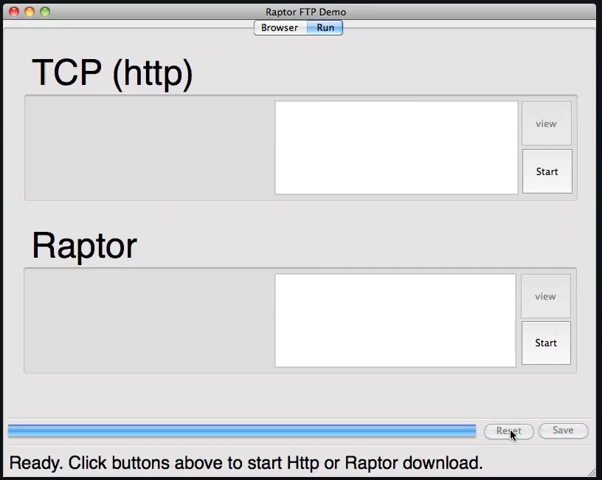 Raptor FTP Demo
Browser Run
TCP (http)
view
Start
Raptor
view
Start
Reset Save
Ready. Click buttons above to start Http or Raptor download.